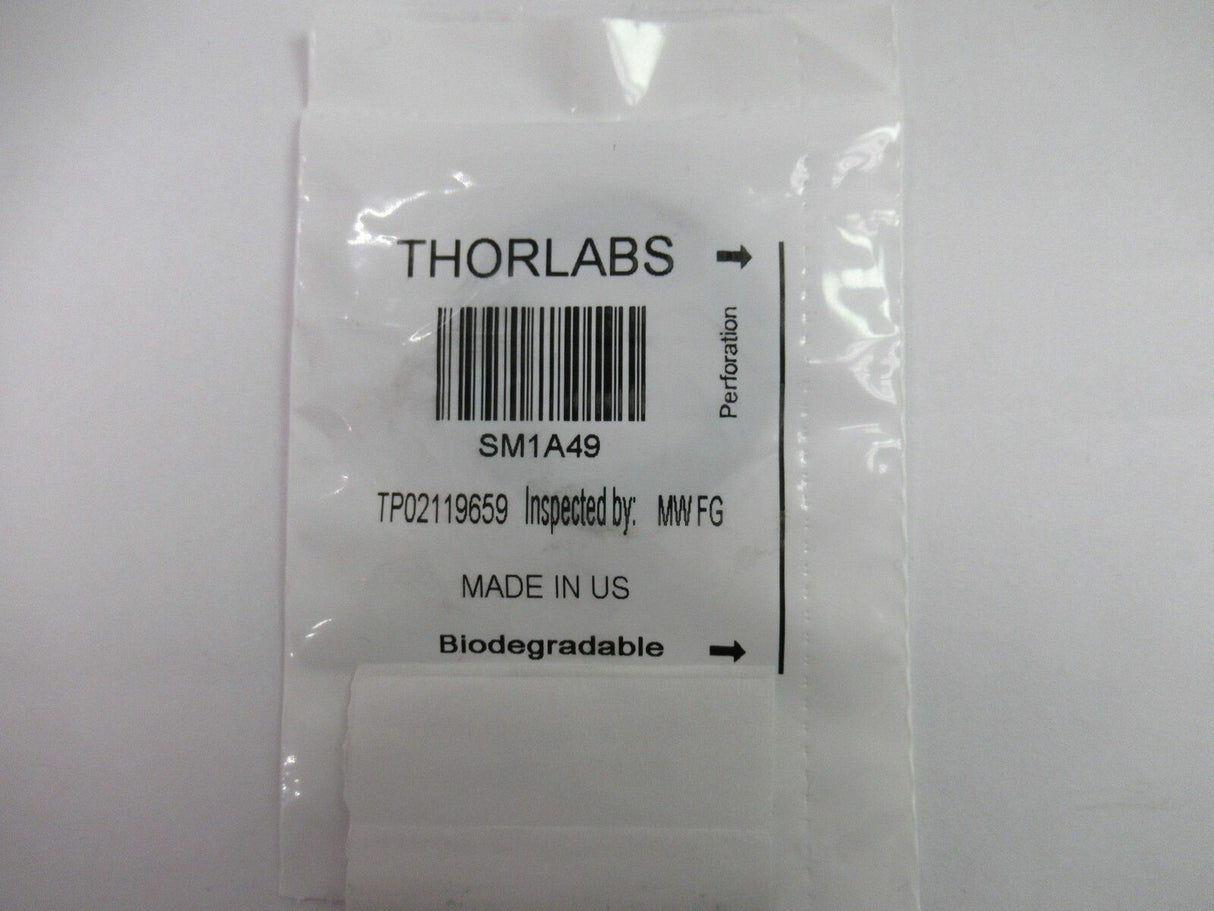 THORLABS
Perforation
SM1A49
TP02119659 Inspected by: MW FG
MADE IN US
Biodegradable